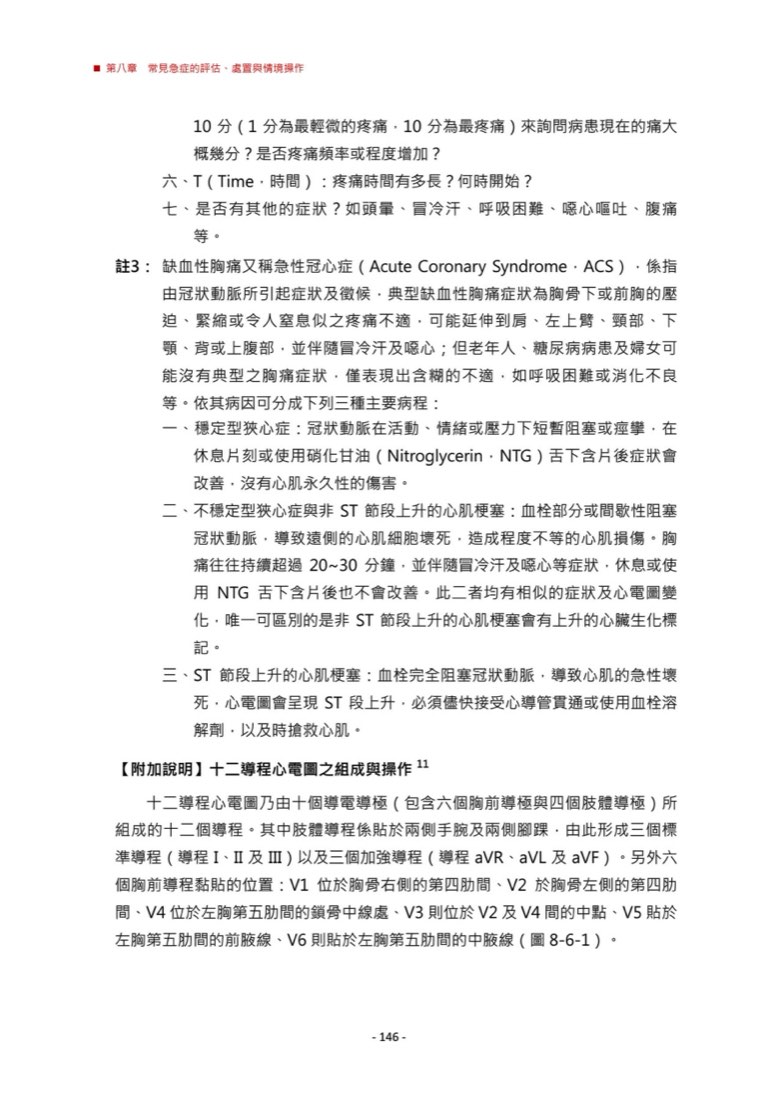 ■ 第八章　常見急症的評估、處置與情境操作
10 分（1 分為最輕微的疼痛，10 分為最疼痛）來詢問病患現在的痛大
概幾分？是否疼痛頻率或程度增加？
六、T（Time，時間）：疼痛時間有多長？何時開始？
七、是否有其他的症狀？如頭暈、冒冷汗、呼吸困難、噁心嘔吐、腹痛
等。
註3： 缺血性胸痛又稱急性冠心症（Acute Coronary Syndrome，ACS），係指
由冠狀動脈所引起症狀及徵候，典型缺血性胸痛症狀為胸骨下或前胸的壓
迫、緊縮或令人窒息似之疼痛不適，可能延伸到肩、左上臂、頸部、下
顎、背或上腹部，並伴隨冒冷汗及噁心；但老年人、糖尿病病患及婦女可
能沒有典型之胸痛症狀，僅表現出含糊的不適，如呼吸困難或消化不良
等。依其病因可分成下列三種主要病程：
一、穩定型狹心症：冠狀動脈在活動、情緒或壓力下短暫阻塞或痙攣，在
休息片刻或使用硝化甘油（Nitroglycerin，NTG）舌下含片後症狀會
改善，沒有心肌永久性的傷害。
二、不穩定型狹心症與非 ST 節段上升的心肌梗塞：血栓部分或間歇性阻塞
冠狀動脈，導致遠側的心肌細胞壞死，造成程度不等的心肌損傷。胸
痛往往持續超過 20~30 分鐘，並伴隨冒冷汗及噁心等症狀，休息或使
用 NTG 舌下含片後也不會改善。此二者均有相似的症狀及心電圖變
化，唯一可區別的是非 ST 節段上升的心肌梗塞會有上升的心臟生化標
記。
三、ST 節段上升的心肌梗塞：血栓完全阻塞冠狀動脈，導致心肌的急性壞
死，心電圖會呈現 ST 段上升，必須儘快接受心導管貫通或使用血栓溶
解劑，以及時搶救心肌。
【附加說明】十二導程心電圖之組成與操作 11
十二導程心電圖乃由十個導電導極（包含六個胸前導極與四個肢體導極）所
組成的十二個導程。其中肢體導程係貼於兩側手腕及兩側腳踝，由此形成三個標
準導程（導程 I、II 及 III）以及三個加強導程（導程 aVR、aVL 及 aVF）。另外六
個胸前導程黏貼的位置：V1 位於胸骨右側的第四肋間、V2 於胸骨左側的第四肋
間、V4 位於左胸第五肋間的鎖骨中線處、V3 則位於 V2 及 V4 間的中點、V5 貼於
左胸第五肋間的前腋線、V6 則貼於左胸第五肋間的中腋線（圖 8-6-1）。
- 146 -